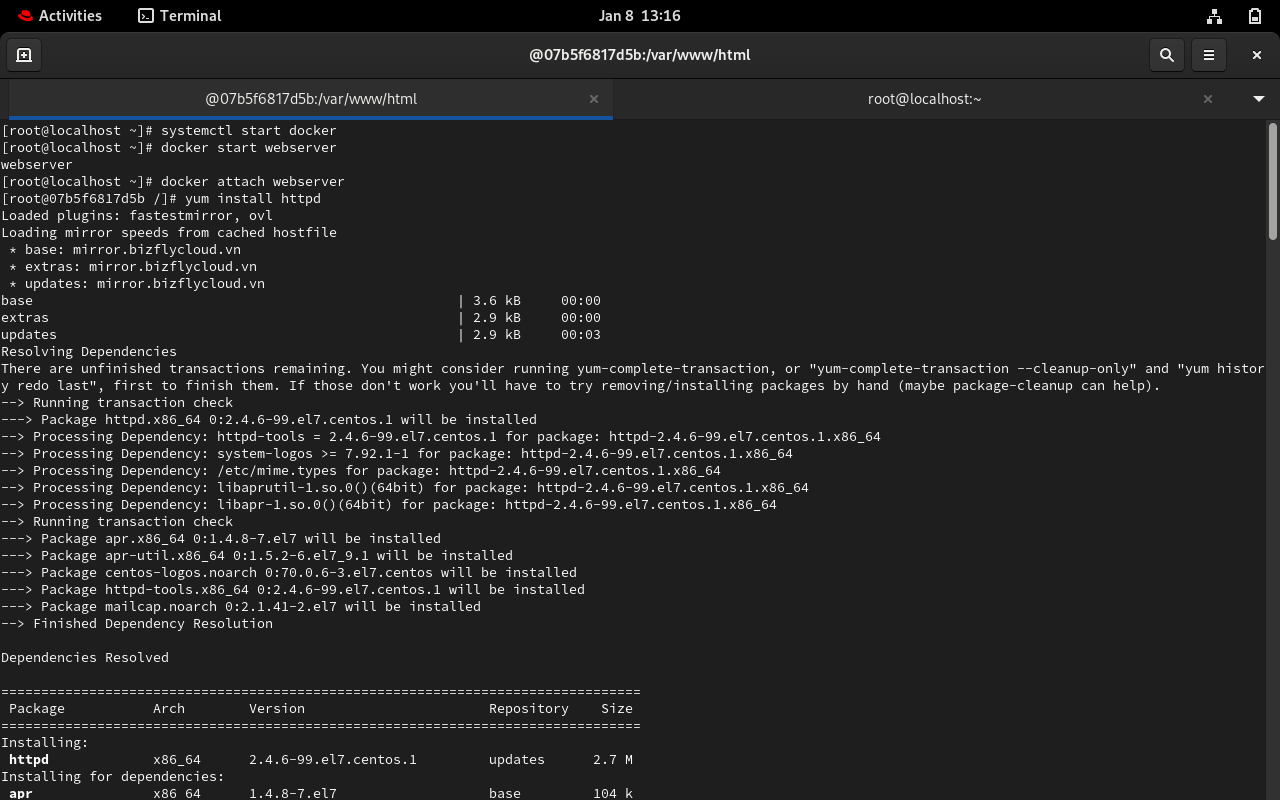 Activities Terminal Jan 8 13:16
@07b5f6817d5b:/var/www/html
@07b5f6817d5b:/var/www/html root@localhost:~
[root@localhost ~]# systemctl start docker
[root@localhost ~]# docker start webserver
webserver
[root@localhost ~]# docker attach webserver
[root@07b5f6817d5b /]# yum install httpd
Loaded plugins: fastestmirror, ovl
Loading mirror speeds from cached hostfile
 * base: mirror.bizflycloud.vn
 * extras: mirror.bizflycloud.vn
 * updates: mirror.bizflycloud.vn
base | 3.6 kB 00:00
extras | 2.9 kB 00:00
updates | 2.9 kB 00:03
Resolving Dependencies
There are unfinished transactions remaining. You might consider running yum-complete-transaction, or "yum-complete-transaction --cleanup-only" and "yum histor
y redo last", first to finish them. If those don't work you'll have to try removing/installing packages by hand (maybe package-cleanup can help).
--> Running transaction check
---> Package httpd.x86_64 0:2.4.6-99.el7.centos.1 will be installed
--> Processing Dependency: httpd-tools = 2.4.6-99.el7.centos.1 for package: httpd-2.4.6-99.el7.centos.1.x86_64
--> Processing Dependency: system-logos >= 7.92.1-1 for package: httpd-2.4.6-99.el7.centos.1.x86_64
--> Processing Dependency: /etc/mime.types for package: httpd-2.4.6-99.el7.centos.1.x86_64
--> Processing Dependency: libaprutil-1.so.0()(64bit) for package: httpd-2.4.6-99.el7.centos.1.x86_64
--> Processing Dependency: libapr-1.so.0()(64bit) for package: httpd-2.4.6-99.el7.centos.1.x86_64
--> Running transaction check
---> Package apr.x86_64 0:1.4.8-7.el7 will be installed
---> Package apr-util.x86_64 0:1.5.2-6.el7_9.1 will be installed
---> Package centos-logos.noarch 0:70.0.6-3.el7.centos will be installed
---> Package httpd-tools.x86_64 0:2.4.6-99.el7.centos.1 will be installed
---> Package mailcap.noarch 0:2.1.41-2.el7 will be installed
--> Finished Dependency Resolution
Dependencies Resolved
================================================================================
Package Arch Version Repository Size
================================================================================
Installing:
httpd x86_64 2.4.6-99.el7.centos.1 updates 2.7 M
Installing for dependencies:
apr x86_64 1.4.8-7.el7 base 104 k